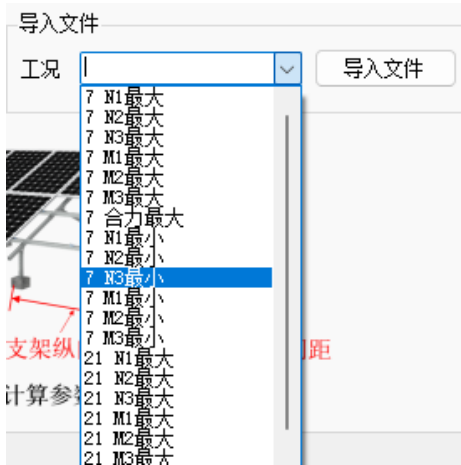 导入文件
工况
导入文件
7 N1最大
7 N2最大
7 N3最大
7 M1最大
7 M2最大
7 M3最大
7 合力最大
7 N1最小
7 N2最小
7 N3最小
7 M1最小
7 M2最小
7 M3最小
21 N1最大
21 N2最大
21 N3最大
21 M1最大
21 M2最大
21 M3最大
支架纵
间距
计算参数